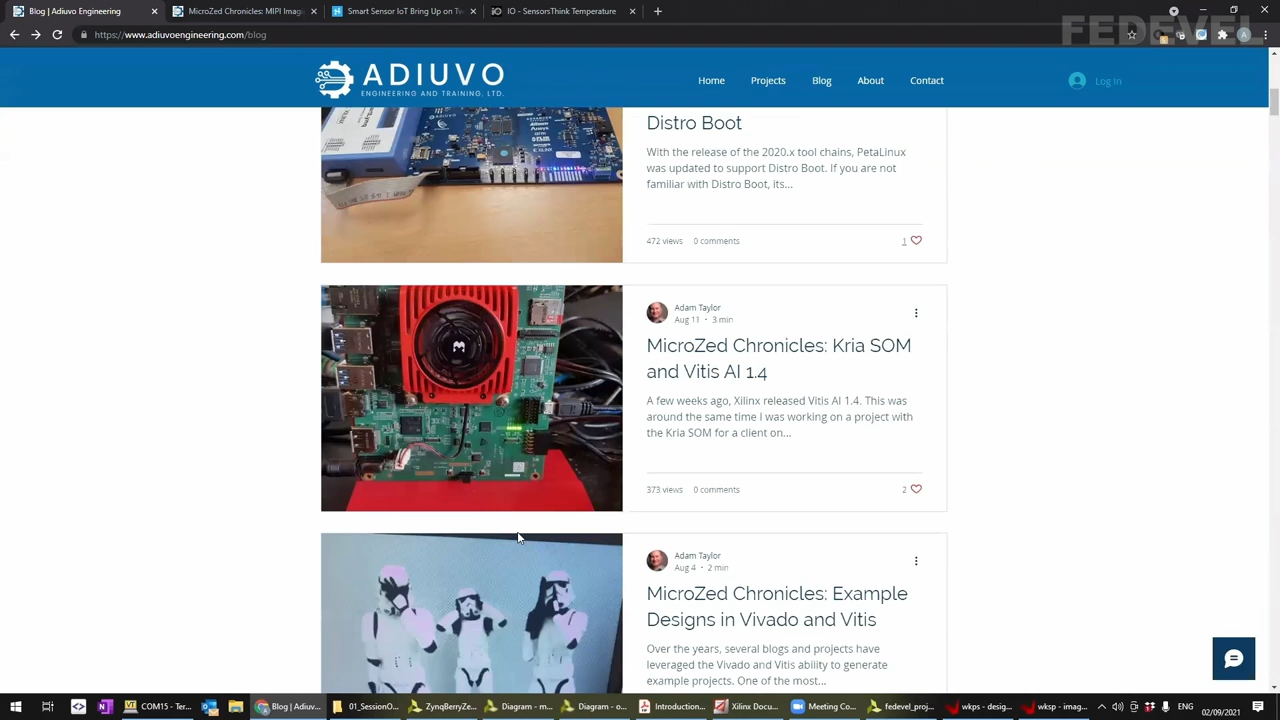 Blog | Adiuvo Engineering
MicroZed Chronicles: MIPI Imag
Smart Sensor IoT Bring up on Tw
IO - SensorsThink Temperature
FEDEVEL
https://www.adiuvoengineering.com/blog
ADIUVO
ENGINEERING AND TRAINING, LTD.
Home Projects Blog About Contact
Log In
Distro Boot
With the release of the 2020.x tool chains, PetaLinux
was updated to support Distro Boot. If you are not
familiar with Distro Boot, its...
472 views 0 comments 1
Adam Taylor
Aug 11 · 3 min
MicroZed Chronicles: Kria SOM
and Vitis AI 1.4
A few weeks ago, Xilinx released Vitis AI 1.4. This was
around the same time I was working on a project with
the Kria SOM for a client on...
373 views 0 comments 2
Adam Taylor
Aug 4 · 2 min
MicroZed Chronicles: Example
Designs in Vivado and Vitis
Over the years, several blogs and projects have
leveraged the Vivado and Vitis ability to generate
example projects. One of the most...
COM15 - Ter...
Blog | Adiuv...
01_SessionO...
ZynqBerryZe...
Diagram - m...
Diagram - o...
Introduction...
Xilinx Docu...
Meeting Co...
fedevel_proj...
wkps - desig...
wksp - imag...
02/09/2021